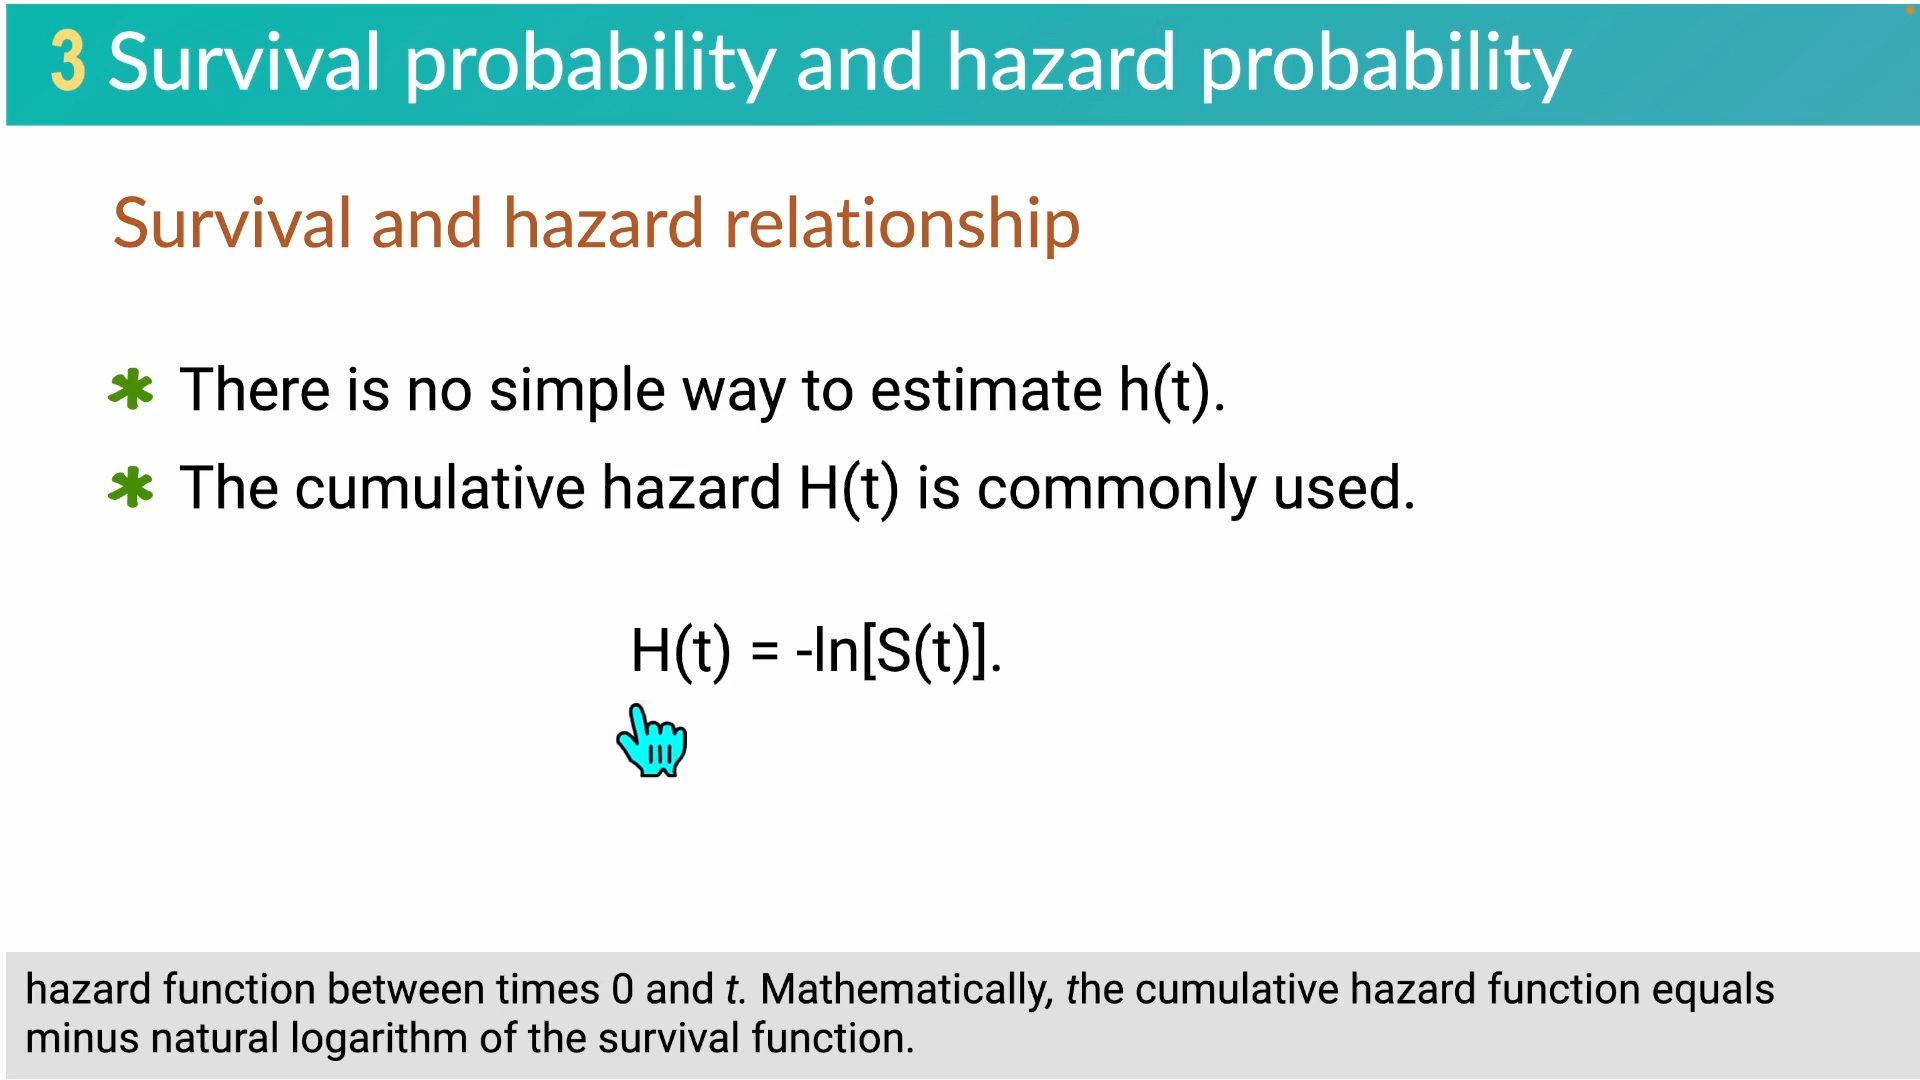 3 Survival probability and hazard probability
Survival and hazard relationship
* There is no simple way to estimate h(t).
* The cumulative hazard H(t) is commonly used.
H(t) = -ln[S(t)].
hazard function between times 0 and t. Mathematically, the cumulative hazard function equals
minus natural logarithm of the survival function.